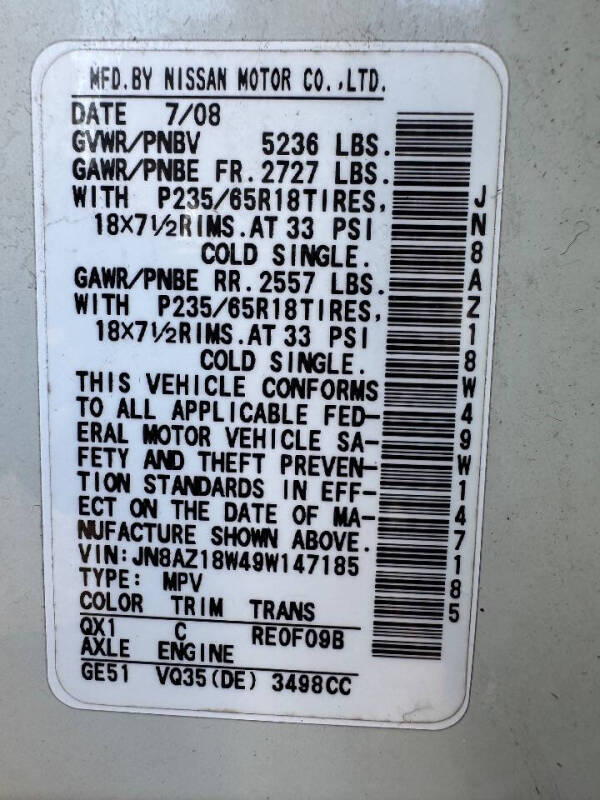 MFD.BY NISSAN MOTOR CO.,LTD.
DATE 7/08
GVWR/PNBV 5236 LBS.
GAWR/PNBE FR.2727 LBS.
WITH P235/65R18TIRES,
18X7½RIMS.AT 33 PSI
COLD SINGLE.
GAWR/PNBE RR.2557 LBS.
WITH P235/65R18TIRES,
18X7½RIMS.AT 33 PSI
COLD SINGLE.
THIS VEHICLE CONFORMS
TO ALL APPLICABLE FED-
ERAL MOTOR VEHICLE SA-
FETY AND THEFT PREVEN-
TION STANDARDS IN EFF-
ECT ON THE DATE OF MA-
NUFACTURE SHOWN ABOVE.
VIN:JN8AZ18W49W147185
TYPE: MPV
COLOR TRIM TRANS
QX1 C RE0F09B
AXLE ENGINE
GE51 VQ35(DE) 3498CC
JN8AZ18W49W147185